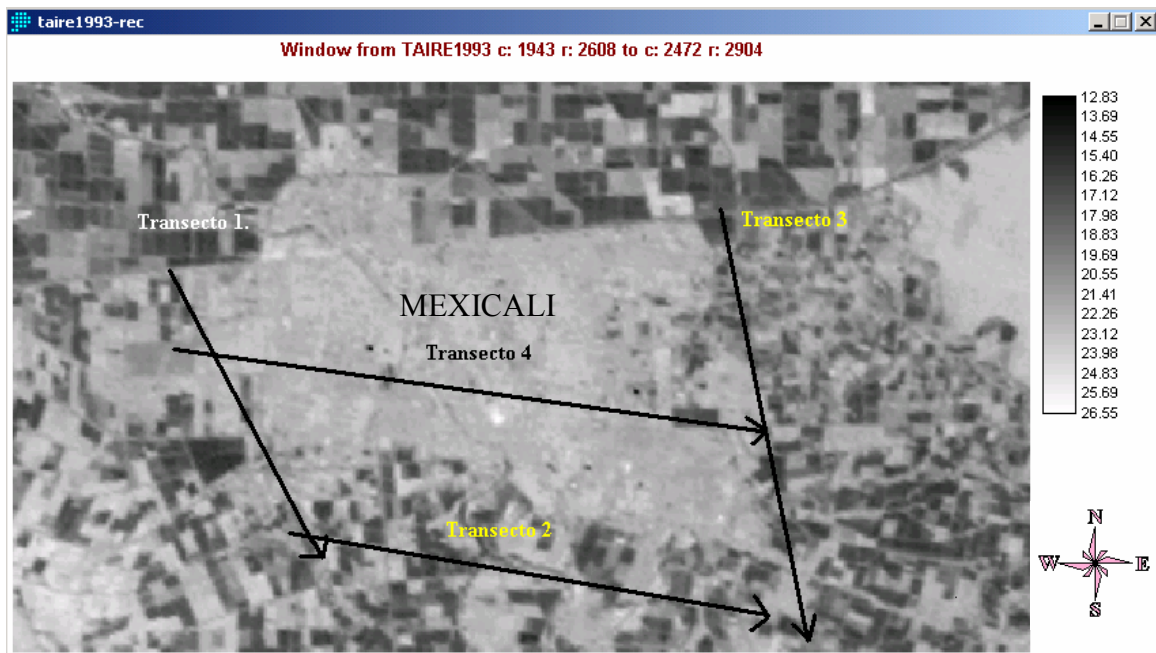 taire1993-rec
Window from TAIRE1993 c: 1943 r: 2608 to c: 2472 r: 2904
Transecto 1.
Transecto 3
MEXICALI
Transecto 4
Transecto 2
12.83
13.69
14.55
15.40
16.26
17.12
17.98
18.83
19.69
20.55
21.41
22.26
23.12
23.98
24.83
25.69
26.55
N
W E
S